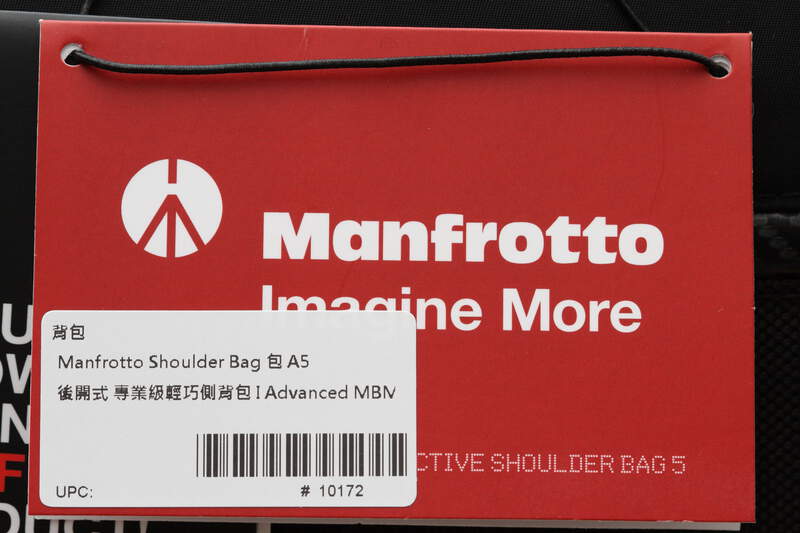 Manfrotto
Imagine More
背包
Manfrotto Shoulder Bag 包 A5
後開式 專業級輕巧側背包 I Advanced MBM
CTIVE SHOULDER BAG 5
UPC:
# 10172